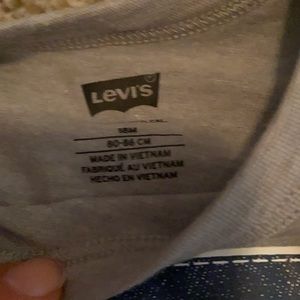 Levi's
18M
80-86 CM
MADE IN VIETNAM
FABRIQUÉ AU VIETNAM
HECHO EN VIETNAM